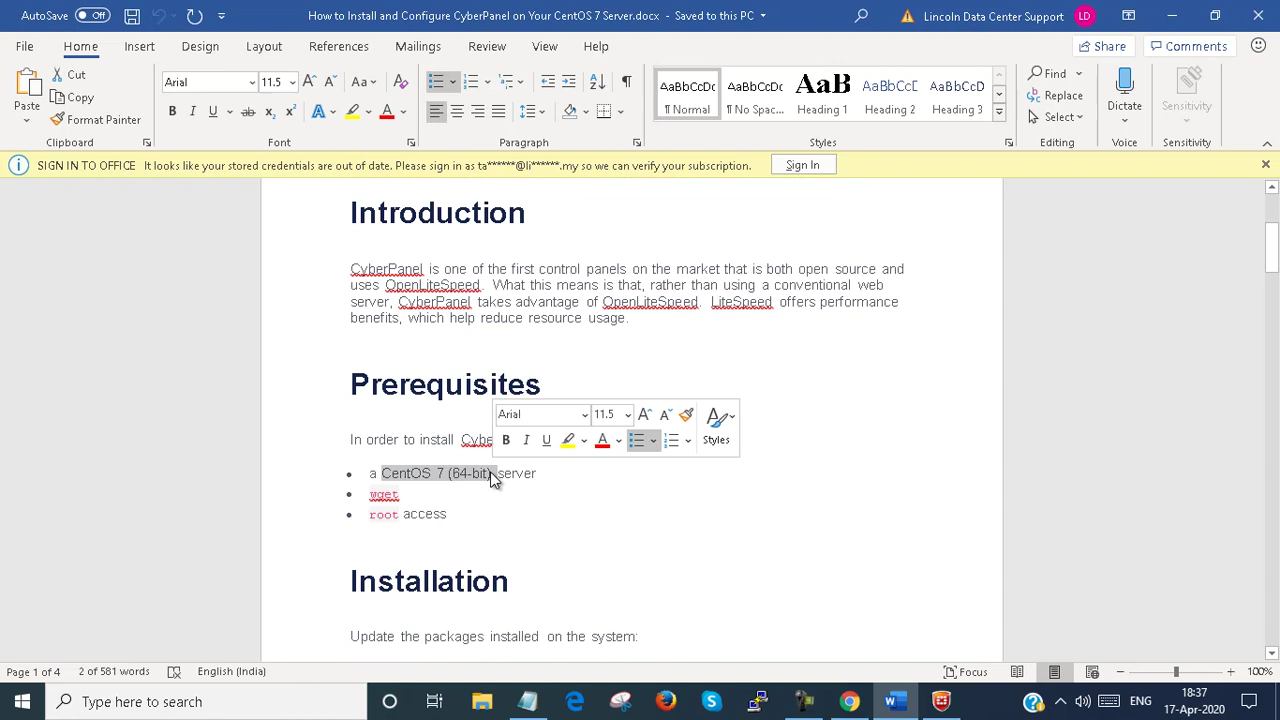 AutoSave Off How to Install and Configure CyberPanel on Your CentOS 7 Server.docx - Saved to this PC Lincoln Data Center Support LD
File Home Insert Design Layout References Mailings Review View Help Share Comments
Paste Cut Copy Format Painter
Arial 11.5
¶ Normal ¶ No Spac... Heading 1 Heading 2 Heading 3
Find Replace Select
Dictate Sensitivity
Clipboard Font Paragraph Styles Editing Voice Sensitivity
SIGN IN TO OFFICE It looks like your stored credentials are out of date. Please sign in as ta******@li******.my so we can verify your subscription. Sign In
Introduction
CyberPanel is one of the first control panels on the market that is both open source and
uses OpenLiteSpeed. What this means is that, rather than using a conventional web
server, CyberPanel takes advantage of OpenLiteSpeed. LiteSpeed offers performance
benefits, which help reduce resource usage.
Prerequisites
Arial 11.5
Styles
In order to install Cybe
• a CentOS 7 (64-bit) server
• wget
• root access
Installation
Update the packages installed on the system:
Page 1 of 4 2 of 581 words English (India) Focus 100%
Type here to search ENG 18:37
17-Apr-2020